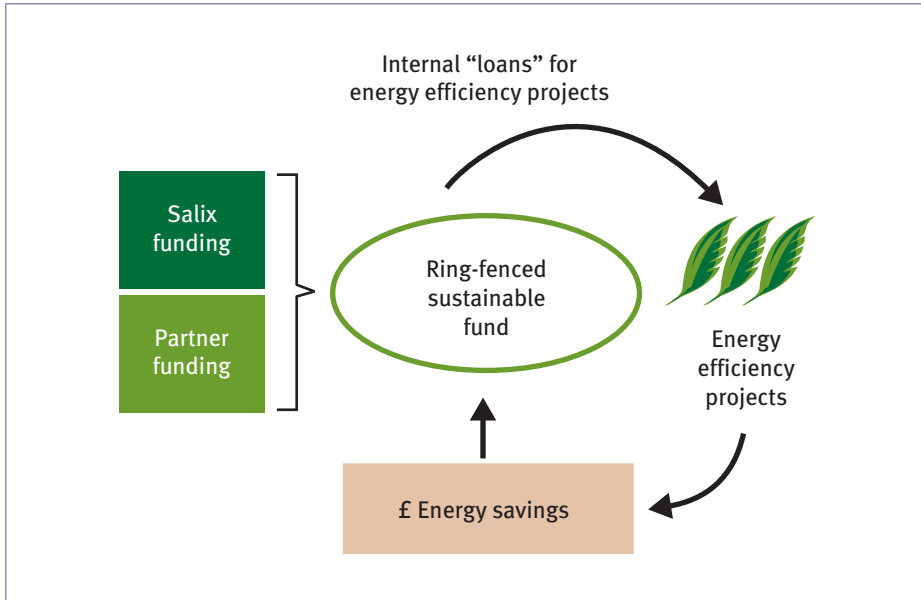 Internal “loans” for
energy efficiency projects
Salix
funding
Partner
funding
Ring-fenced
sustainable
fund
Energy
efficiency
projects
£ Energy savings